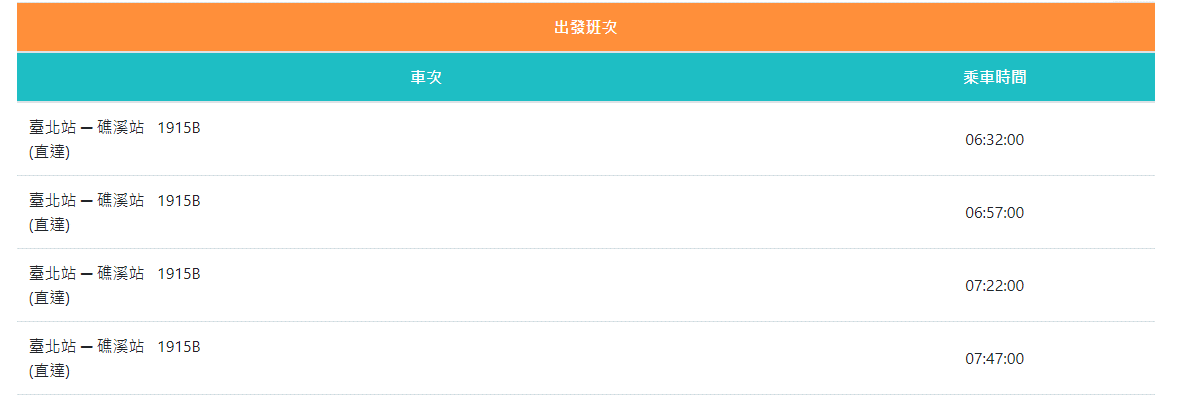 出發班次
車次 乘車時間
臺北站 ─ 礁溪站 1915B
(直達)
06:32:00
臺北站 ─ 礁溪站 1915B
(直達)
06:57:00
臺北站 ─ 礁溪站 1915B
(直達)
07:22:00
臺北站 ─ 礁溪站 1915B
(直達)
07:47:00